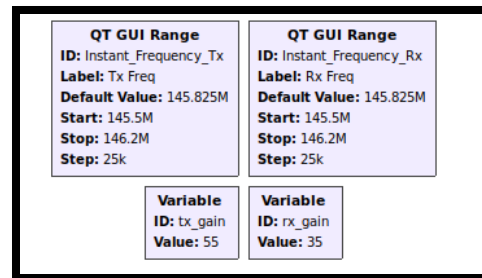 QT GUI Range
ID: Instant_Frequency_Tx
Label: Tx Freq
Default Value: 145.825M
Start: 145.5M
Stop: 146.2M
Step: 25k
QT GUI Range
ID: Instant_Frequency_Rx
Label: Rx Freq
Default Value: 145.825M
Start: 145.5M
Stop: 146.2M
Step: 25k
Variable
ID: tx_gain
Value: 55
Variable
ID: rx_gain
Value: 35